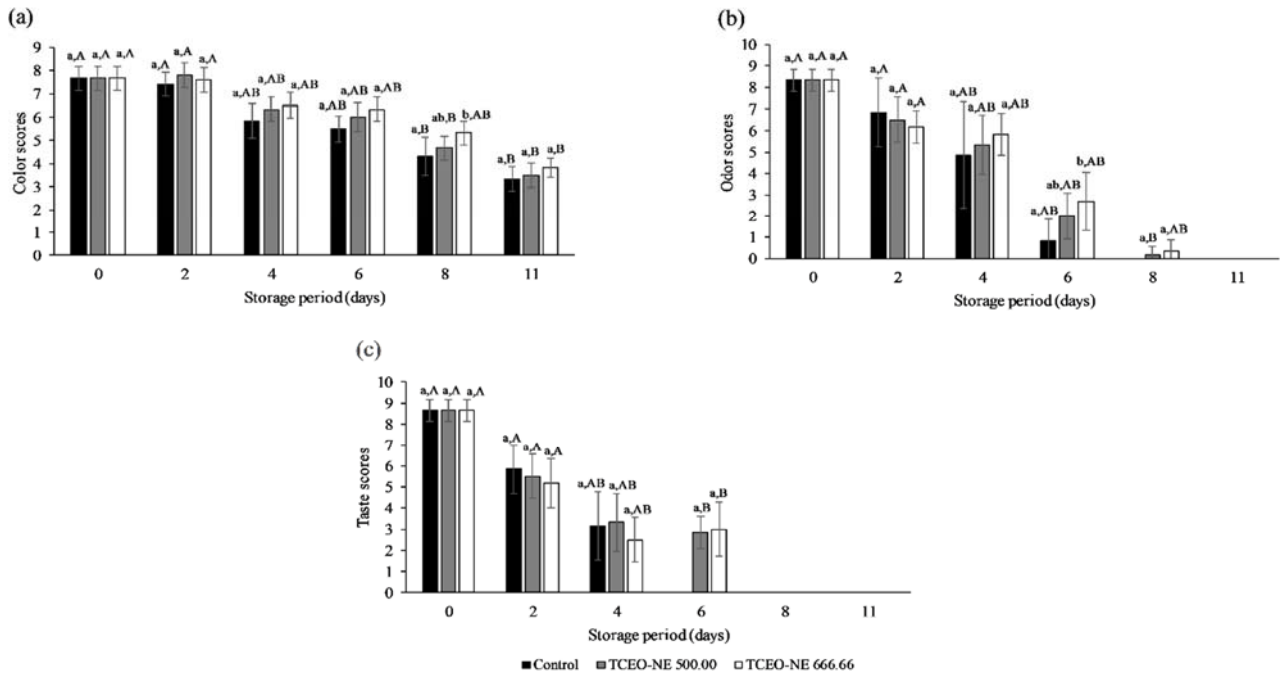 (a)
9
8
7
6
5
4
3
2
1
0
Color scores
a,A a,A a,A
a,A a,A a,A
a,AB a,AB a,AB
a,AB a,AB a,AB
a,B ab,B b,AB
a,B a,B a,B
0 2 4 6 8 11
Storage period (days)
(b)
10
9
8
7
6
5
4
3
2
1
0
Odor scores
a,A a,A a,A
a,A a,A a,A
a,AB a,AB a,AB
a,AB ab,AB b,AB
a,B a,AB
0 2 4 6 8 11
Storage period (days)
(c)
10
9
8
7
6
5
4
3
2
1
0
Taste scores
a,A a,A a,A
a,A a,A a,A
a,AB a,AB a,AB
a,B a,B
0 2 4 6 8 11
Storage period (days)
Control TCEO-NE 500.00 TCEO-NE 666.66